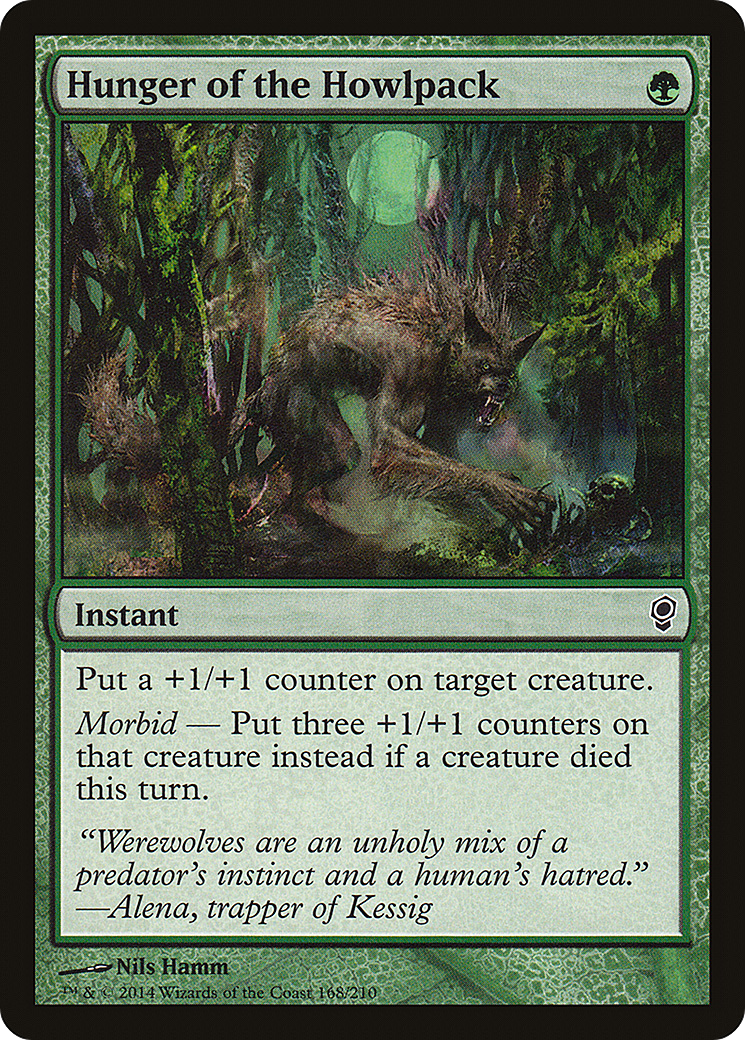 Hunger of the Howlpack
Instant
Put a +1/+1 counter on target creature.
Morbid — Put three +1/+1 counters on
that creature instead if a creature died
this turn.
“Werewolves are an unholy mix of a
predator’s instinct and a human’s hatred.”
—Alena, trapper of Kessig
Nils Hamm
™ & © 2014 Wizards of the Coast 168/210